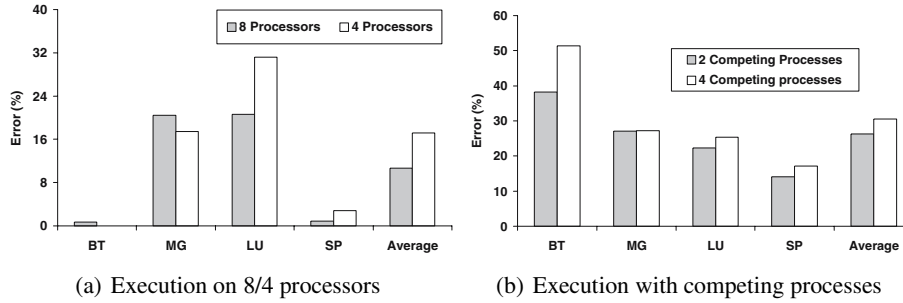 40
32
24
16
8
0
Error (%)
8 Processors
4 Processors
BT MG LU SP Average
(a) Execution on 8/4 processors
60
50
40
30
20
10
0
Error (%)
2 Competing Processes
4 Competing processes
BT MG LU SP Average
(b) Execution with competing processes